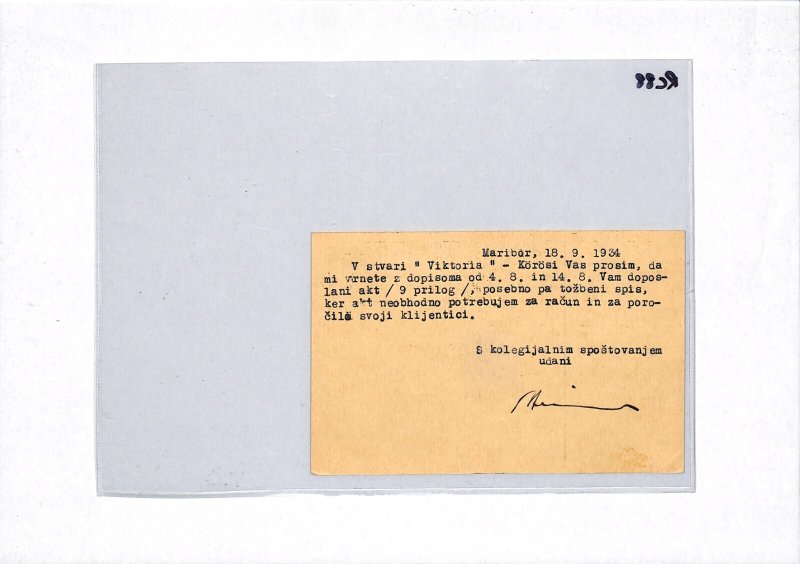 Rc88
Maribor, 18. 9. 1934
V stvari " Viktoria " - Körösi Vas prosim, da
mi vrnete z dopisoma od 4. 8. in 14. 8. Vam dopos-
lani akt / 9 prilog /, posebno pa tožbeni spis,
ker akt neobhodno potrebujem za račun in za poro-
čilo svoji klijentici.
S kolegijalnim spoštovanjem
udani